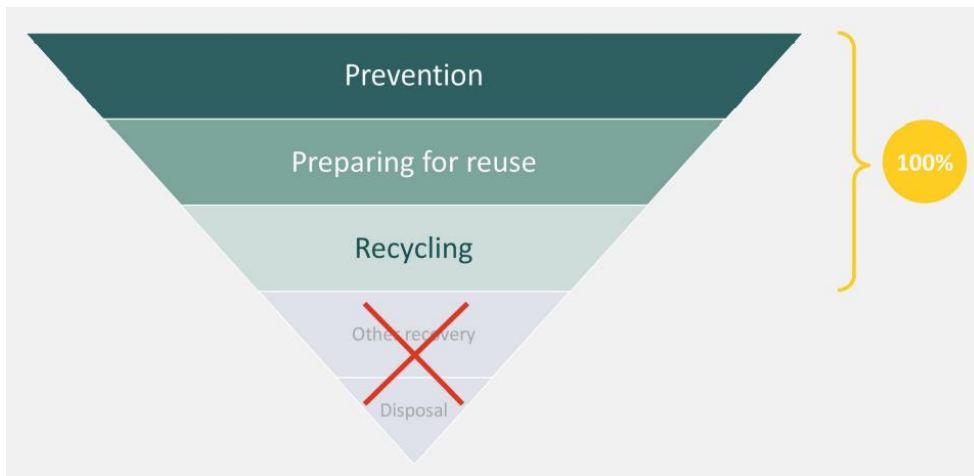 Prevention
Preparing for reuse
100%
Recycling
Other recovery
Disposal